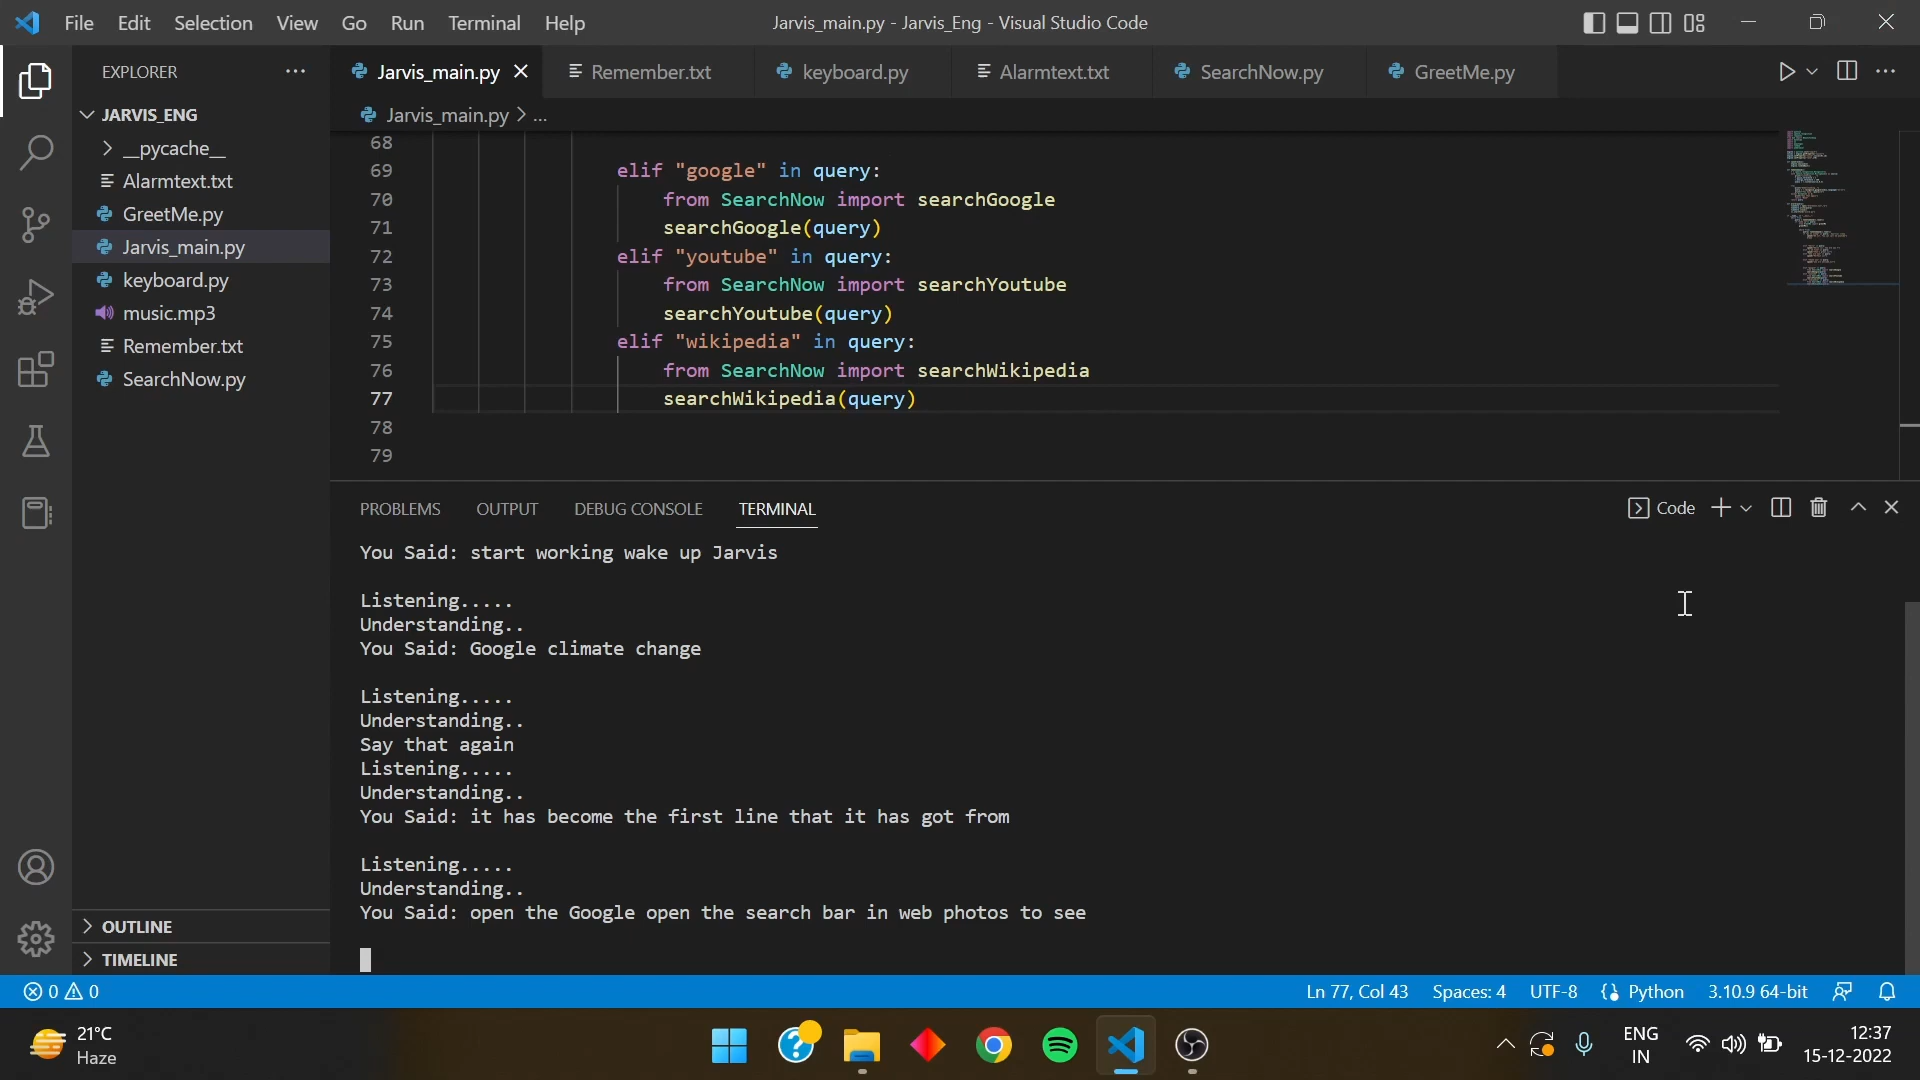 File Edit Selection View Go Run Terminal Help
Jarvis_main.py - Jarvis_Eng - Visual Studio Code
EXPLORER
JARVIS_ENG
__pycache__
Alarmtext.txt
GreetMe.py
Jarvis_main.py
keyboard.py
music.mp3
Remember.txt
SearchNow.py
OUTLINE
TIMELINE
Jarvis_main.py Remember.txt keyboard.py Alarmtext.txt SearchNow.py GreetMe.py
Jarvis_main.py > ...
68
69 elif "google" in query:
70 from SearchNow import searchGoogle
71 searchGoogle(query)
72 elif "youtube" in query:
73 from SearchNow import searchYoutube
74 searchYoutube(query)
75 elif "wikipedia" in query:
76 from SearchNow import searchWikipedia
77 searchWikipedia(query)
78
79
PROBLEMS OUTPUT DEBUG CONSOLE TERMINAL
Code
You Said: start working wake up Jarvis
Listening.....
Understanding..
You Said: Google climate change
Listening.....
Understanding..
Say that again
Listening.....
Understanding..
You Said: it has become the first line that it has got from
Listening.....
Understanding..
You Said: open the Google open the search bar in web photos to see
0 0
Ln 77, Col 43 Spaces: 4 UTF-8 Python 3.10.9 64-bit
21°C
Haze
ENG
IN
12:37
15-12-2022